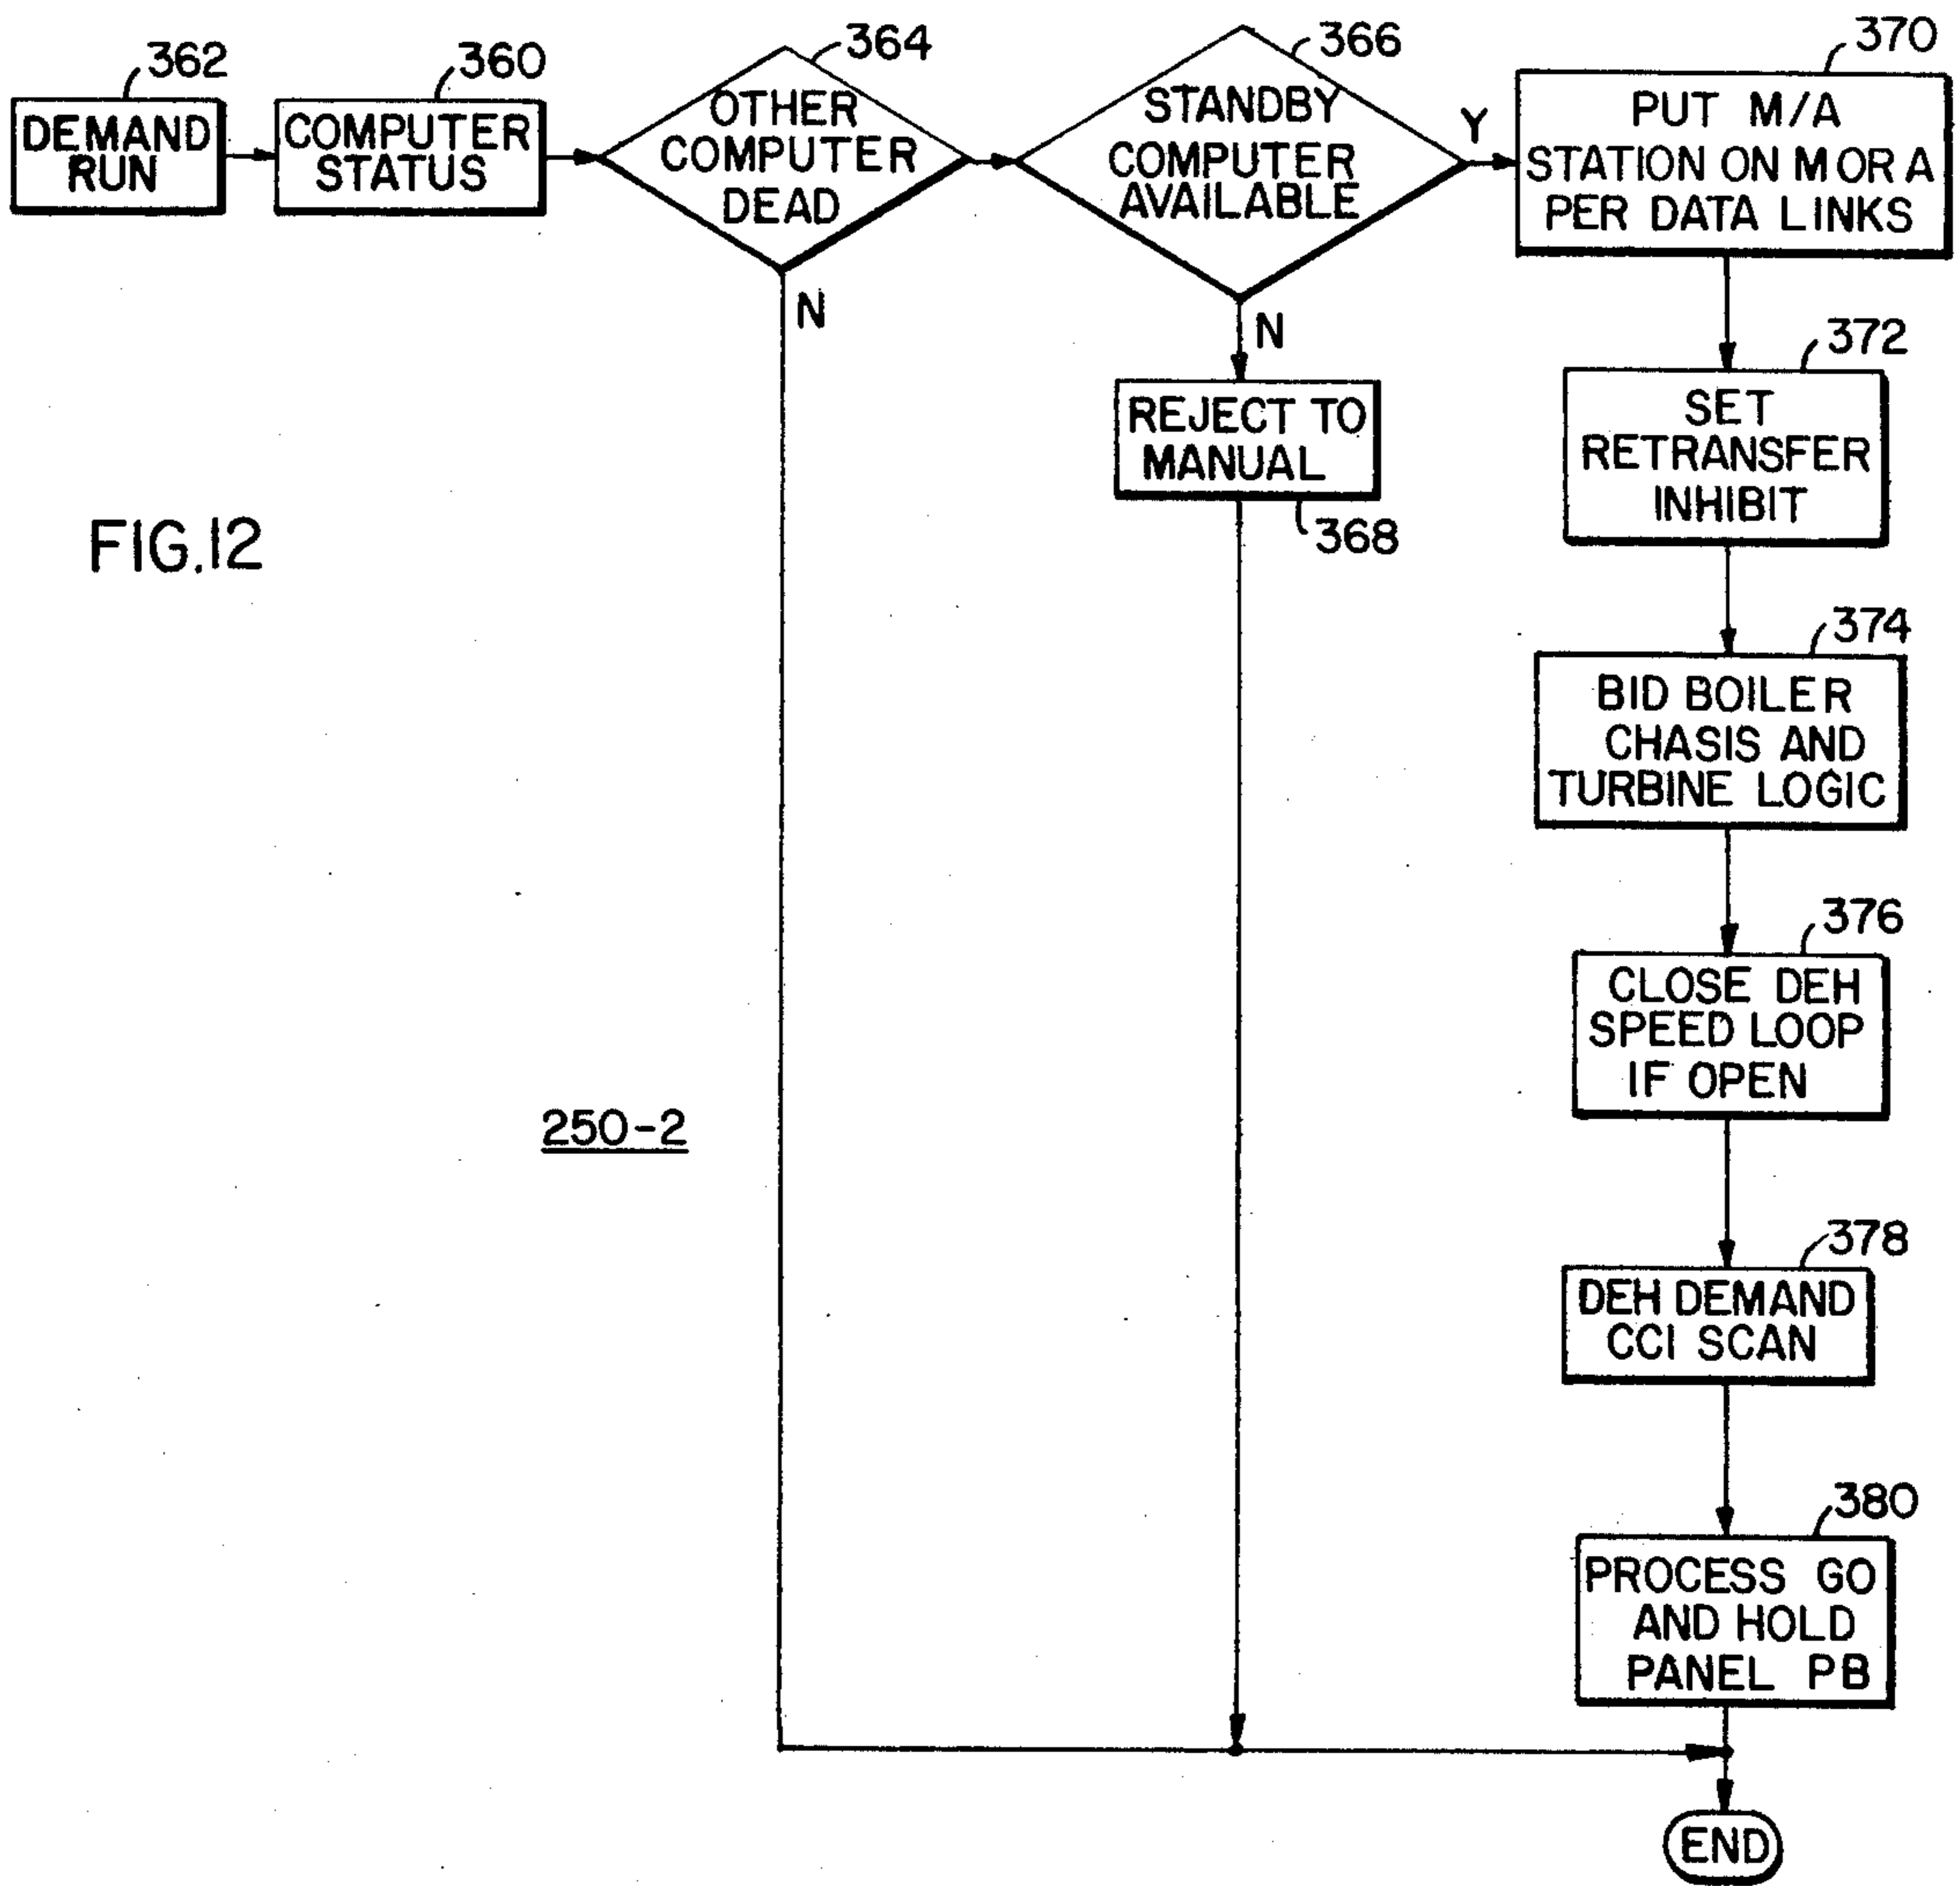 362
DEMAND
RUN
360
COMPUTER
STATUS
364
OTHER
COMPUTER
DEAD
N
366
STANDBY
COMPUTER
AVAILABLE
Y
N
REJECT TO
MANUAL
368
370
PUT M/A
STATION ON M OR A
PER DATA LINKS
372
SET
RETRANSFER
INHIBIT
374
BID BOILER
CHASIS AND
TURBINE LOGIC
376
CLOSE DEH
SPEED LOOP
IF OPEN
378
DEH DEMAND
CCI SCAN
380
PROCESS GO
AND HOLD
PANEL PB
END
FIG.12
250-2